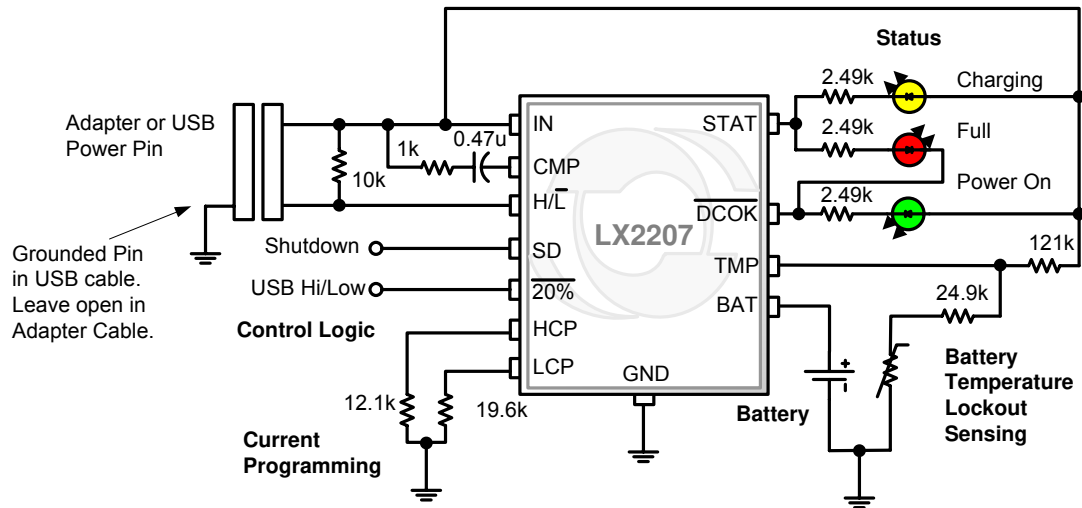 Status
2.49k
Charging
Adapter or USB
Power Pin
1k
0.47u
IN
STAT
2.49k
Full
CMP
10k
H/L̅
2.49k
Power On
D̅C̅O̅K̅
LX2207
Grounded Pin
in USB cable.
Leave open in
Adapter Cable.
Shutdown
SD
TMP
121k
USB Hi/Low
2̅0̅%̅
24.9k
BAT
Control Logic
HCP
LCP
GND
12.1k
19.6k
Battery
+
Battery
Temperature
Lockout
Sensing
Current
Programming